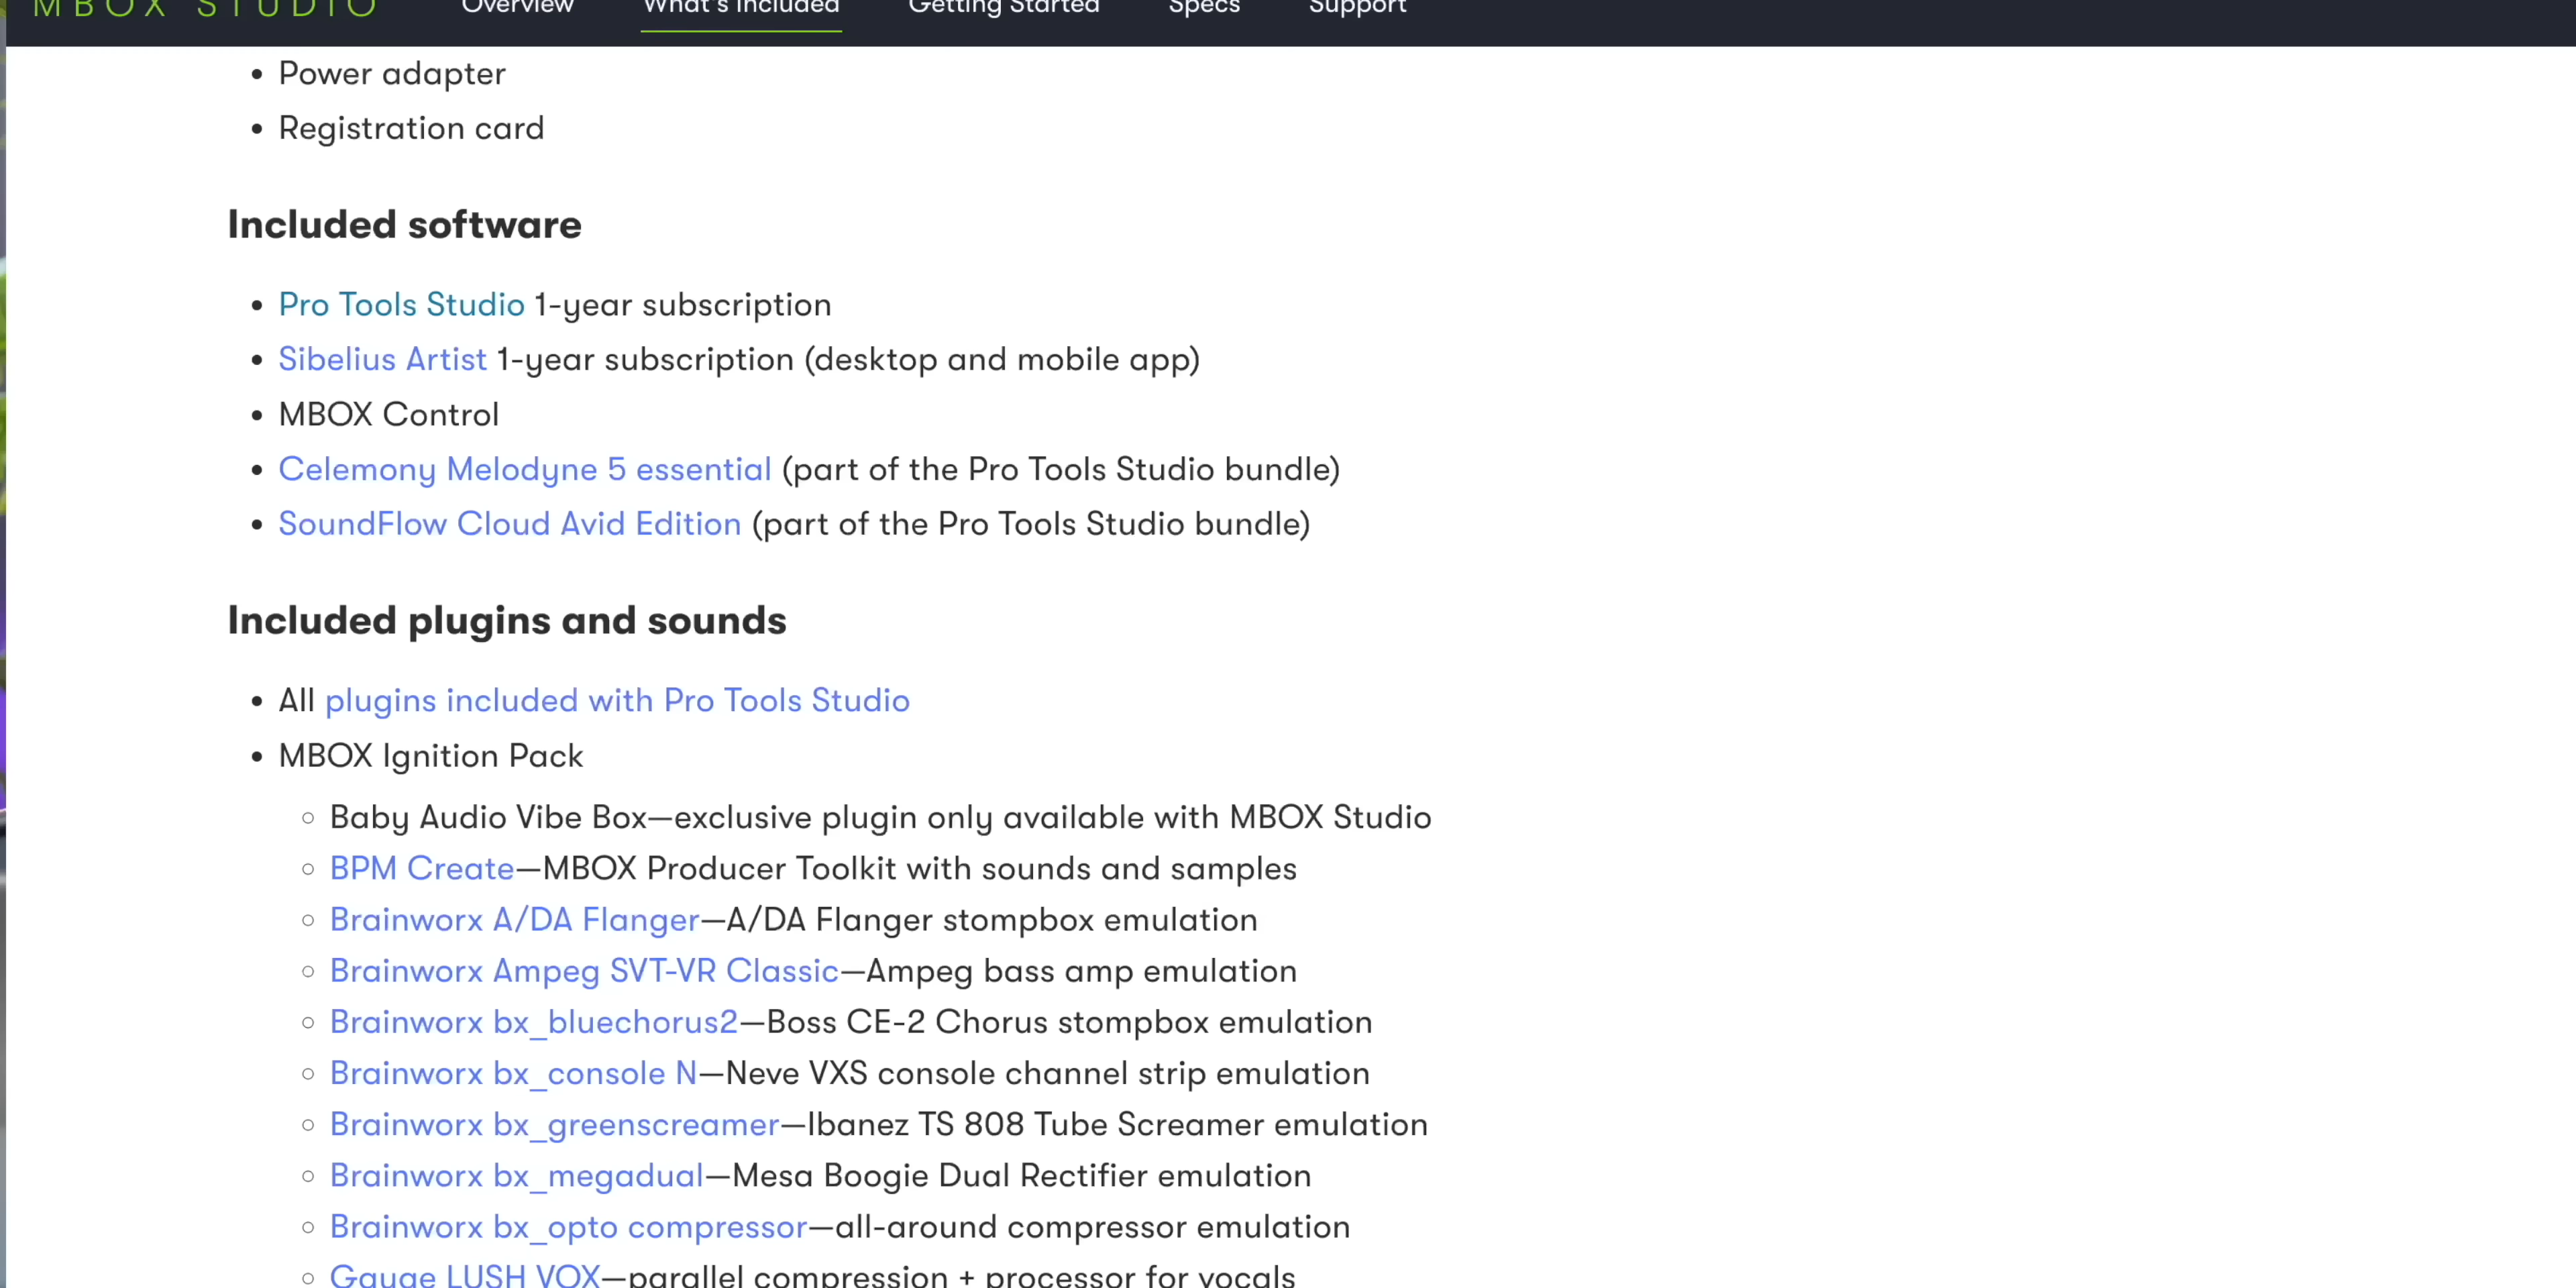 MBOX STUDIO Overview What's Included Getting Started Specs Support
• Power adapter
• Registration card
Included software
• Pro Tools Studio 1-year subscription
• Sibelius Artist 1-year subscription (desktop and mobile app)
• MBOX Control
• Celemony Melodyne 5 essential (part of the Pro Tools Studio bundle)
• SoundFlow Cloud Avid Edition (part of the Pro Tools Studio bundle)
Included plugins and sounds
• All plugins included with Pro Tools Studio
• MBOX Ignition Pack
○ Baby Audio Vibe Box—exclusive plugin only available with MBOX Studio
○ BPM Create—MBOX Producer Toolkit with sounds and samples
○ Brainworx A/DA Flanger—A/DA Flanger stompbox emulation
○ Brainworx Ampeg SVT-VR Classic—Ampeg bass amp emulation
○ Brainworx bx_bluechorus2—Boss CE-2 Chorus stompbox emulation
○ Brainworx bx_console N—Neve VXS console channel strip emulation
○ Brainworx bx_greenscreamer—Ibanez TS 808 Tube Screamer emulation
○ Brainworx bx_megadual—Mesa Boogie Dual Rectifier emulation
○ Brainworx bx_opto compressor—all-around compressor emulation
○ Gauge LUSH VOX—parallel compression + processor for vocals